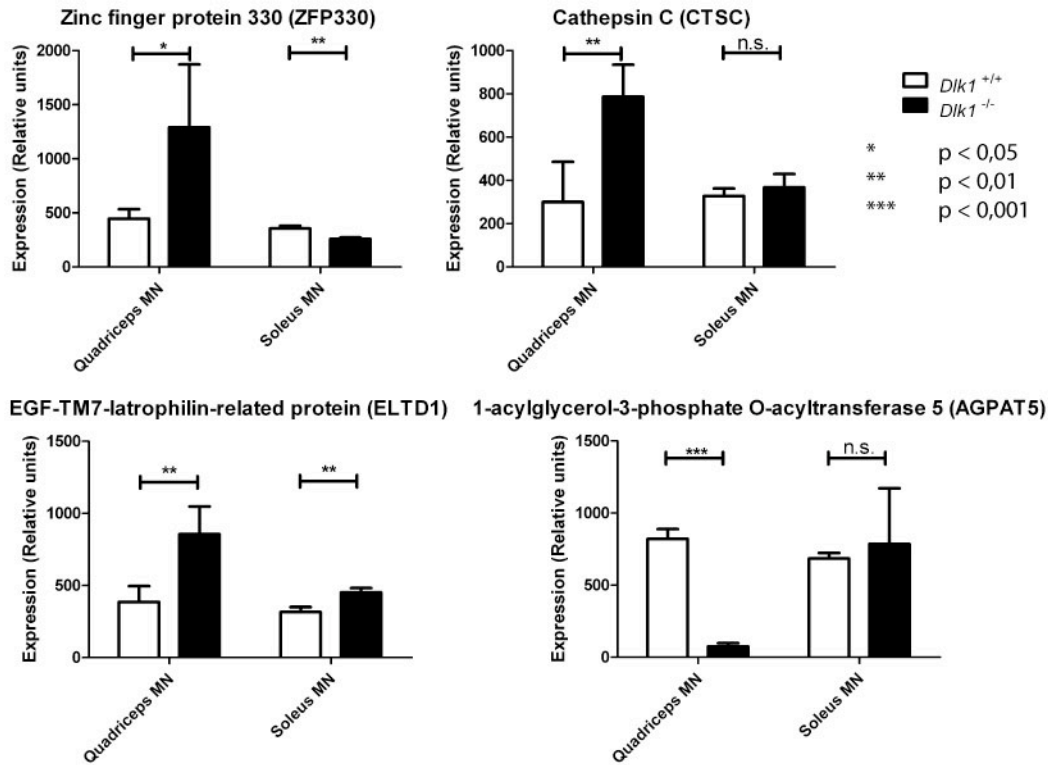 Zinc finger protein 330 (ZFP330)
Expression (Relative units)
2000
1500
1000
500
0
*
**
Quadriceps MN
Soleus MN
Cathepsin C (CTSC)
Expression (Relative units)
1000
800
600
400
200
0
**
n.s.
Quadriceps MN
Soleus MN
Dlk1 +/+
Dlk1 -/-
* p < 0,05
** p < 0,01
*** p < 0,001
EGF-TM7-latrophilin-related protein (ELTD1)
Expression (Relative units)
1500
1000
500
0
**
**
Quadriceps MN
Soleus MN
1-acylglycerol-3-phosphate O-acyltransferase 5 (AGPAT5)
Expression (Relative units)
1500
1000
500
0
***
n.s.
Quadriceps MN
Soleus MN